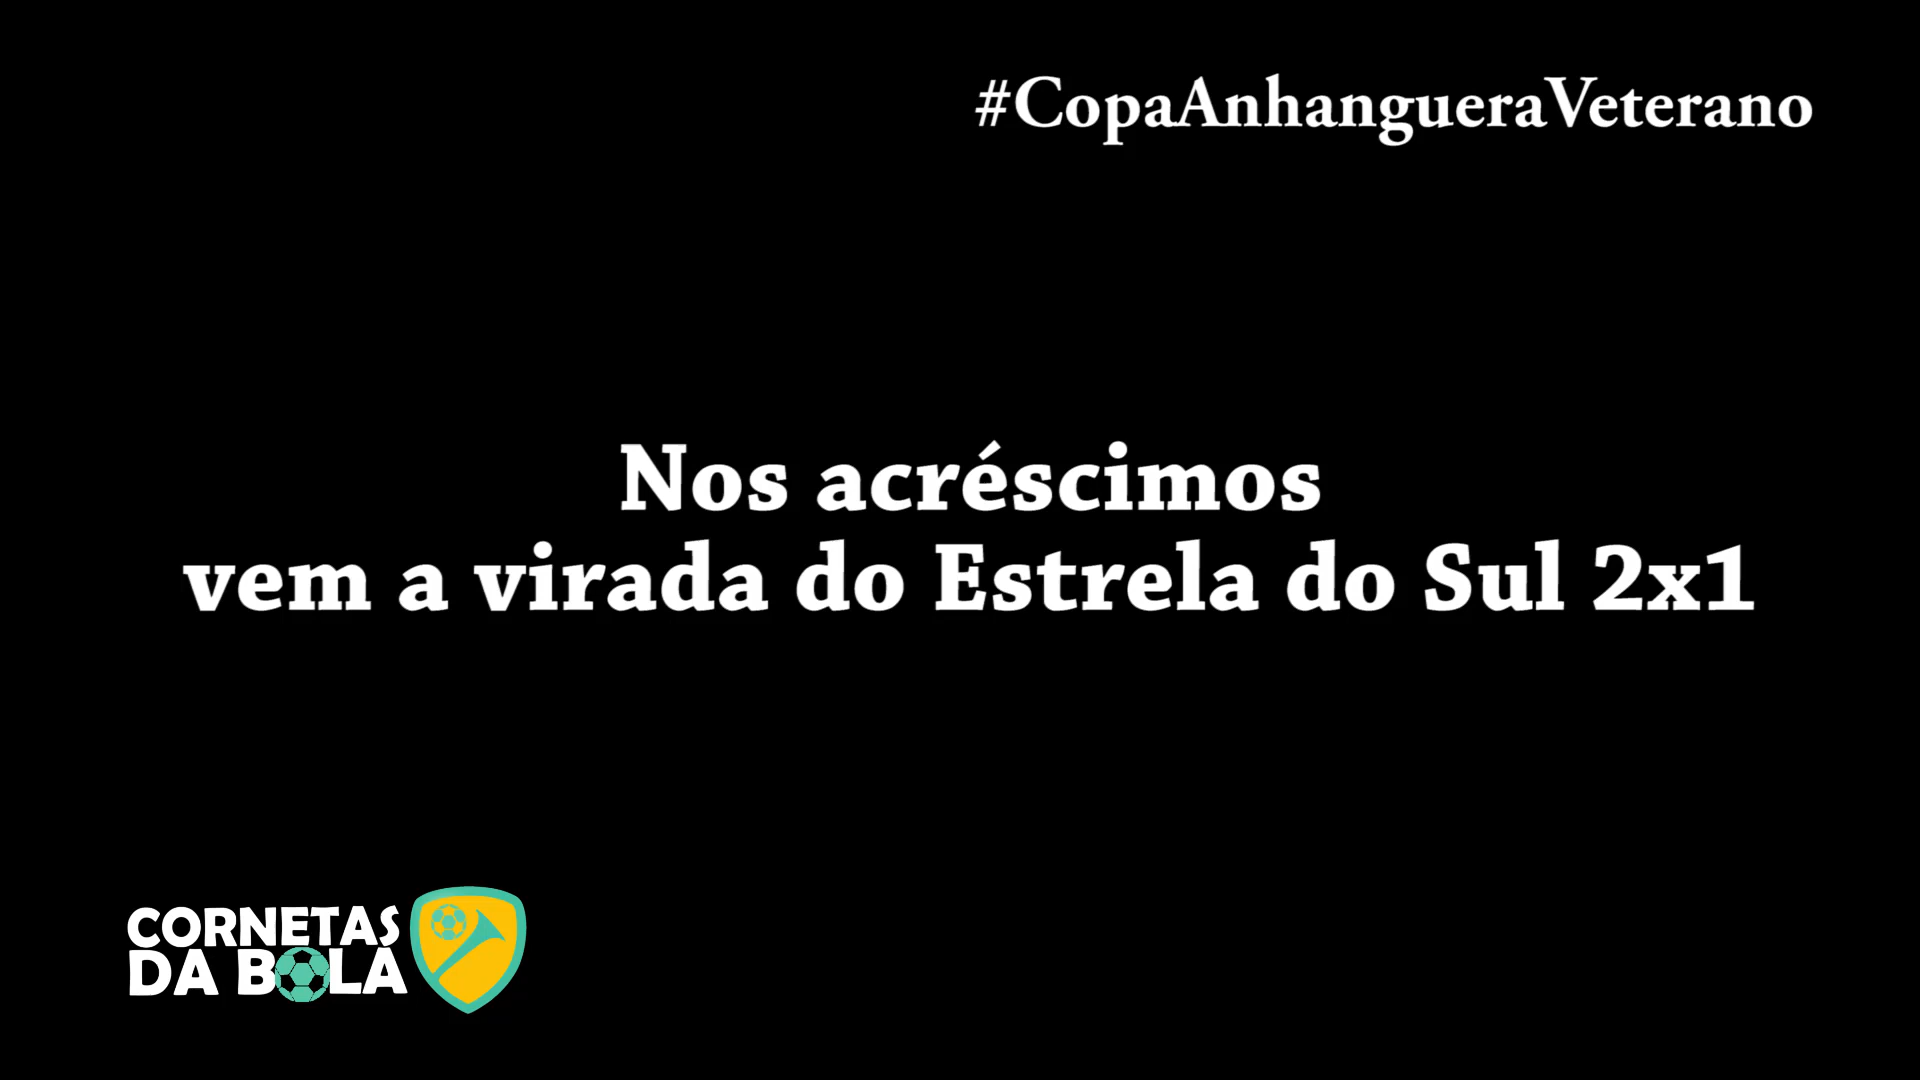 #CopaAnhangueraVeterano
Nos acréscimos
vem a virada do Estrela do Sul 2x1
CORNETAS
DA BOLA